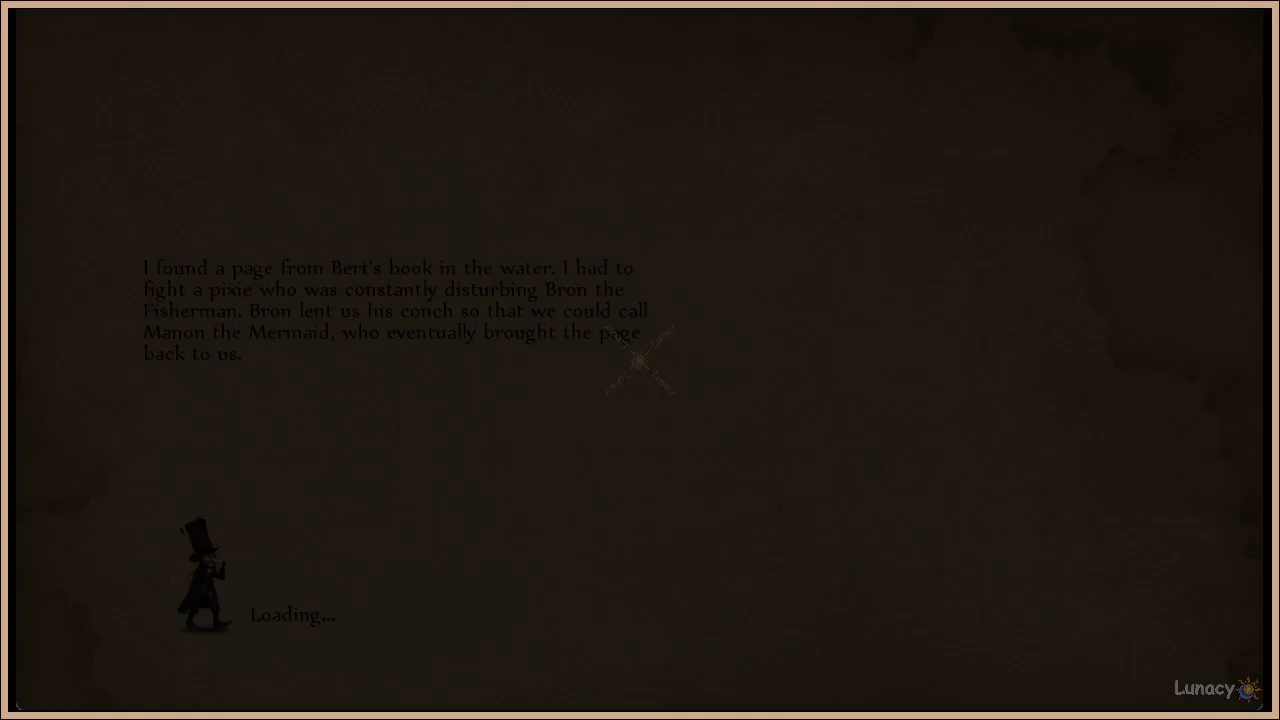 I found a page from Bert's book in the water. I had to
fight a pixie who was constantly disturbing Bron the
Fisherman. Bron lent us his conch so that we could call
Manon the Mermaid, who eventually brought the page
back to us.
Loading...
Lunacy